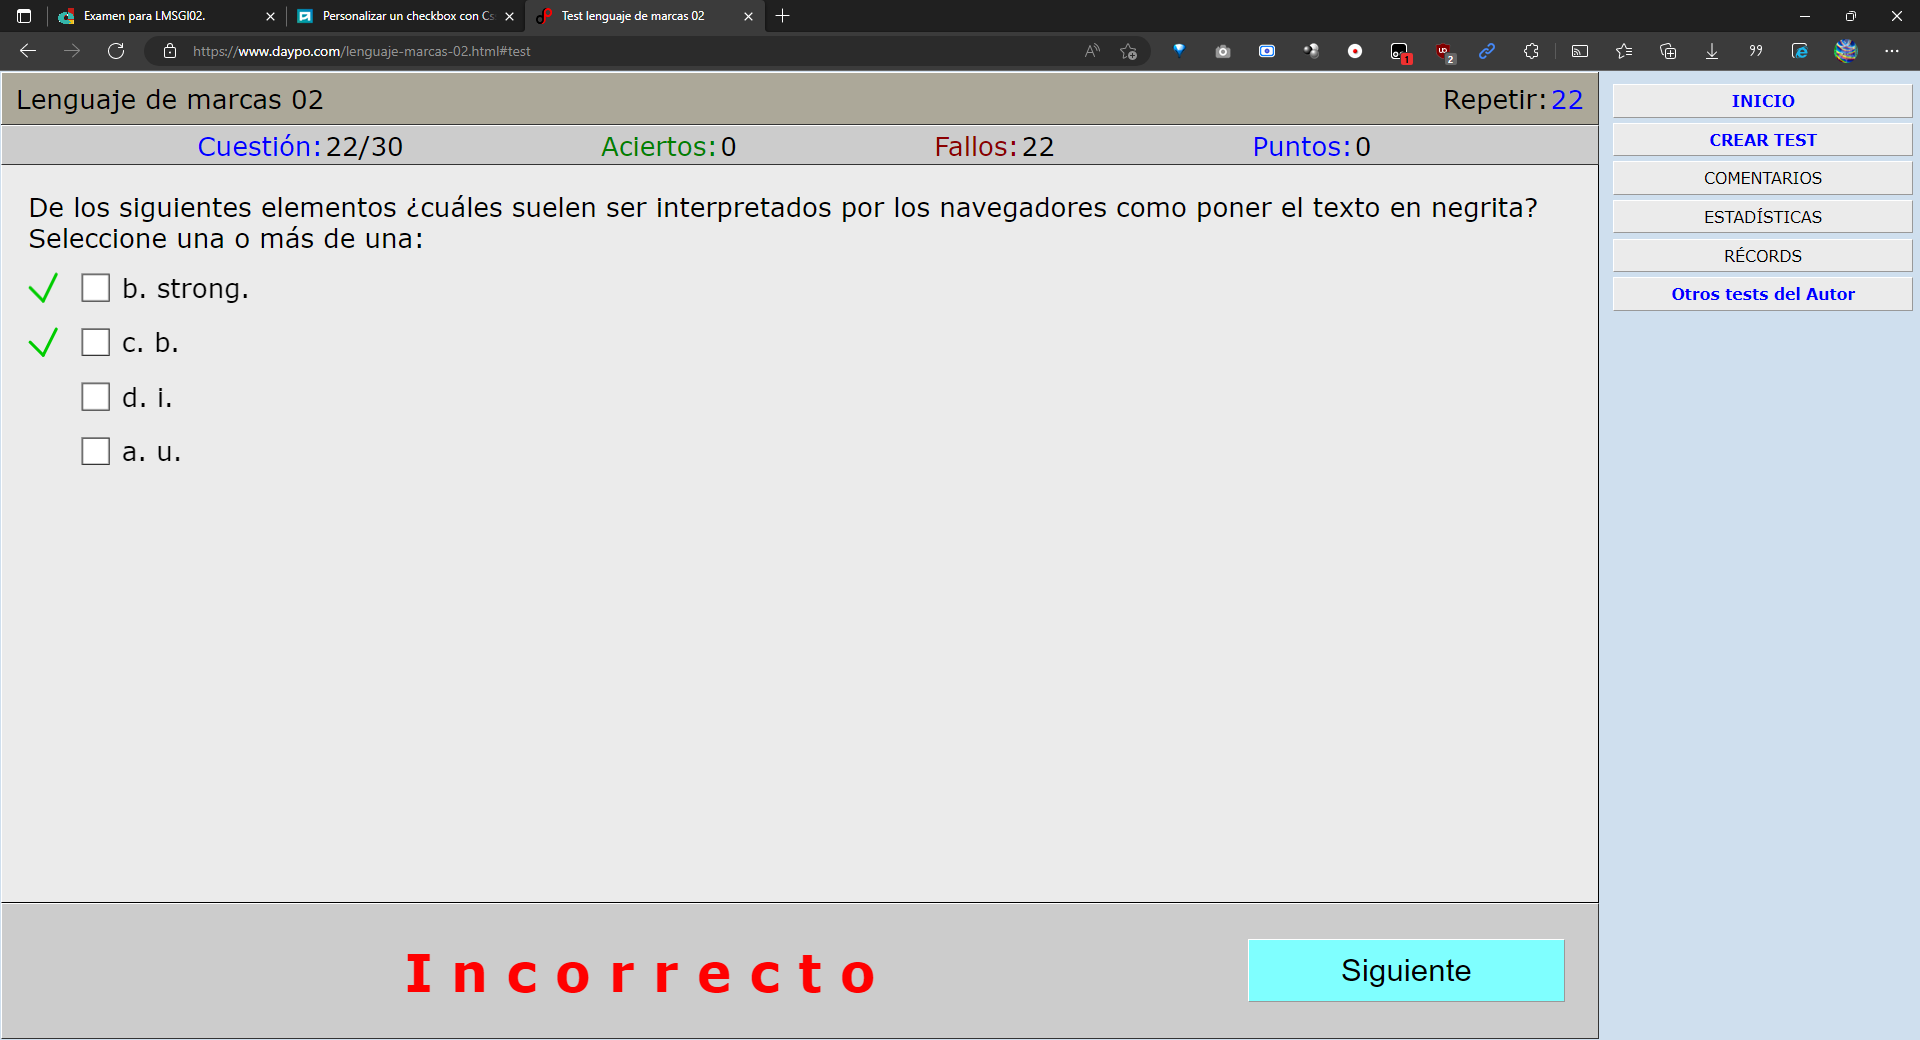 Examen para LMSGI02.
Personalizar un checkbox con Cs
Test lenguaje de marcas 02
https://www.daypo.com/lenguaje-marcas-02.html#test
1
2
Lenguaje de marcas 02
Repetir: 22
Cuestión: 22/30
Aciertos: 0
Fallos: 22
Puntos: 0
De los siguientes elementos ¿cuáles suelen ser interpretados por los navegadores como poner el texto en negrita?
Seleccione una o más de una:
b. strong.
c. b.
d. i.
a. u.
Incorrecto
Siguiente
INICIO
CREAR TEST
COMENTARIOS
ESTADÍSTICAS
RÉCORDS
Otros tests del Autor